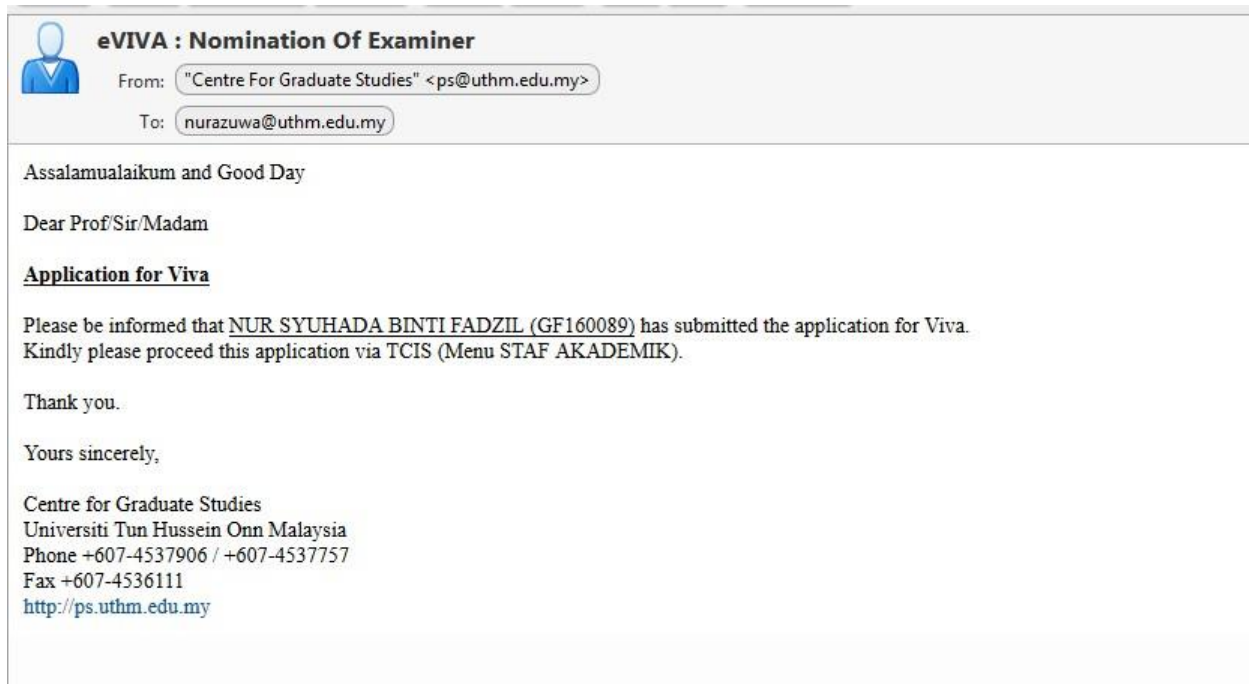 eVIVA : Nomination Of Examiner
From: "Centre For Graduate Studies" <ps@uthm.edu.my>
To: nurazuwa@uthm.edu.my
Assalamualaikum and Good Day
Dear Prof/Sir/Madam
Application for Viva
Please be informed that NUR SYUHADA BINTI FADZIL (GF160089) has submitted the application for Viva.
Kindly please proceed this application via TCIS (Menu STAF AKADEMIK).
Thank you.
Yours sincerely,
Centre for Graduate Studies
Universiti Tun Hussein Onn Malaysia
Phone +607-4537906 / +607-4537757
Fax +607-4536111
http://ps.uthm.edu.my